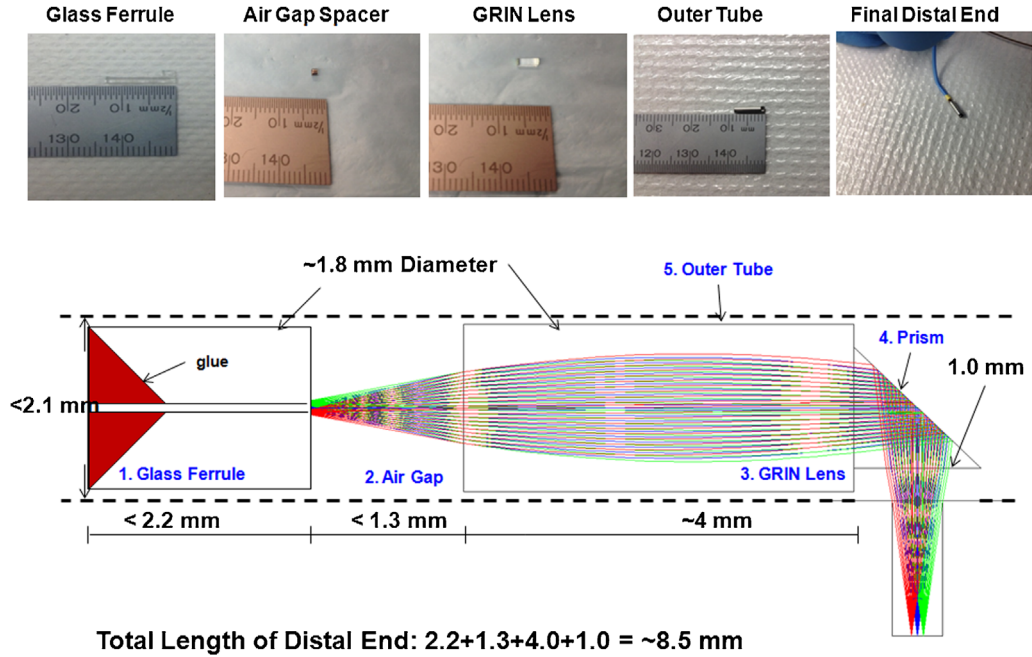 Glass Ferrule
Air Gap Spacer
GRIN Lens
Outer Tube
Final Distal End
~1.8 mm Diameter
5. Outer Tube
4. Prism
glue
1.0 mm
<2.1 mm
1. Glass Ferrule
2. Air Gap
3. GRIN Lens
< 2.2 mm
< 1.3 mm
~4 mm
Total Length of Distal End: 2.2+1.3+4.0+1.0 = ~8.5 mm